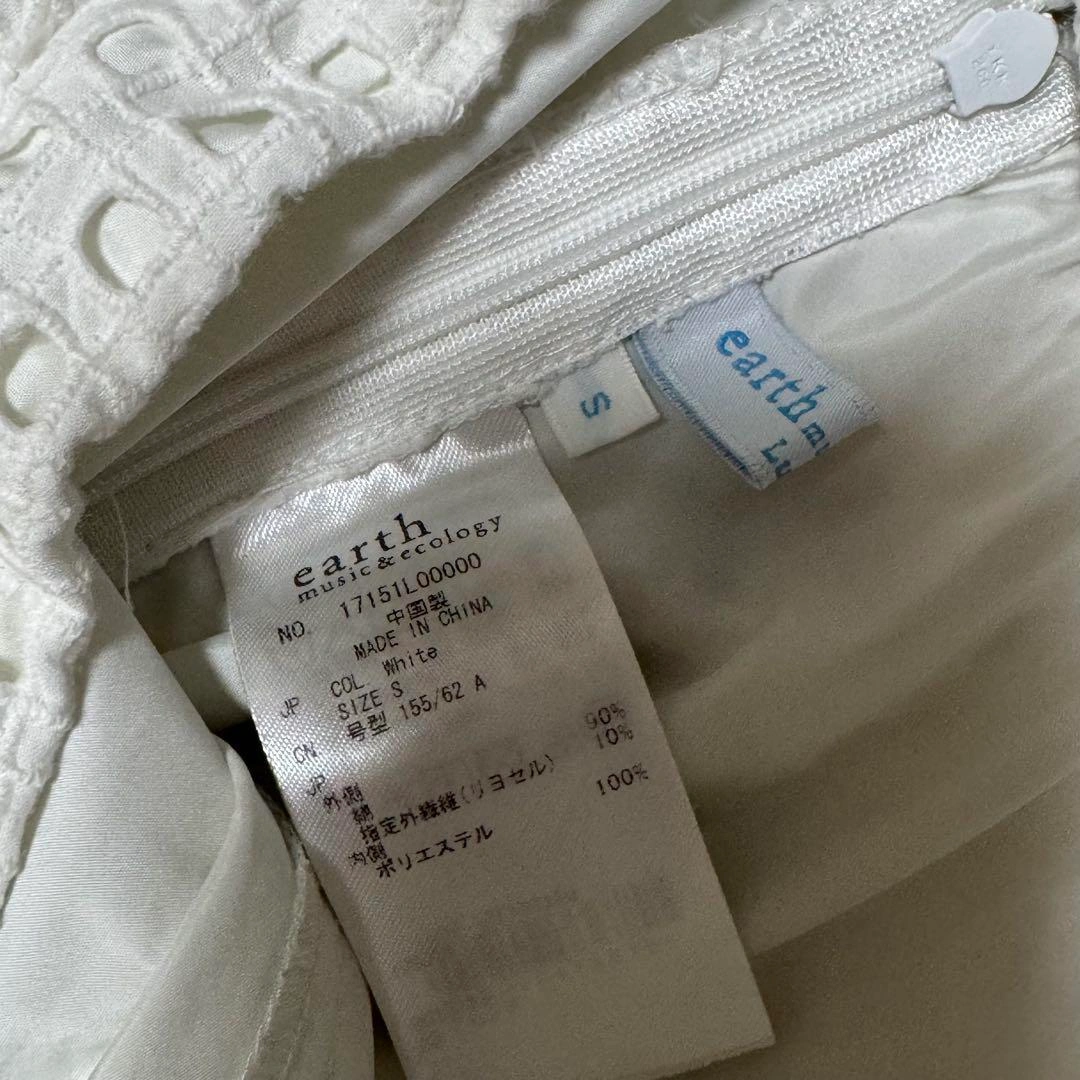 YKK
earth
mu
L
S
earth
music & ecology
NO. 17151L00000
中国製
MADE IN CHINA
JP COL. White
SIZE S
CN 号型 155/62 A
JP
外側
綿 90%
指定外繊維(リヨセル) 10%
内側
ポリエステル 100%